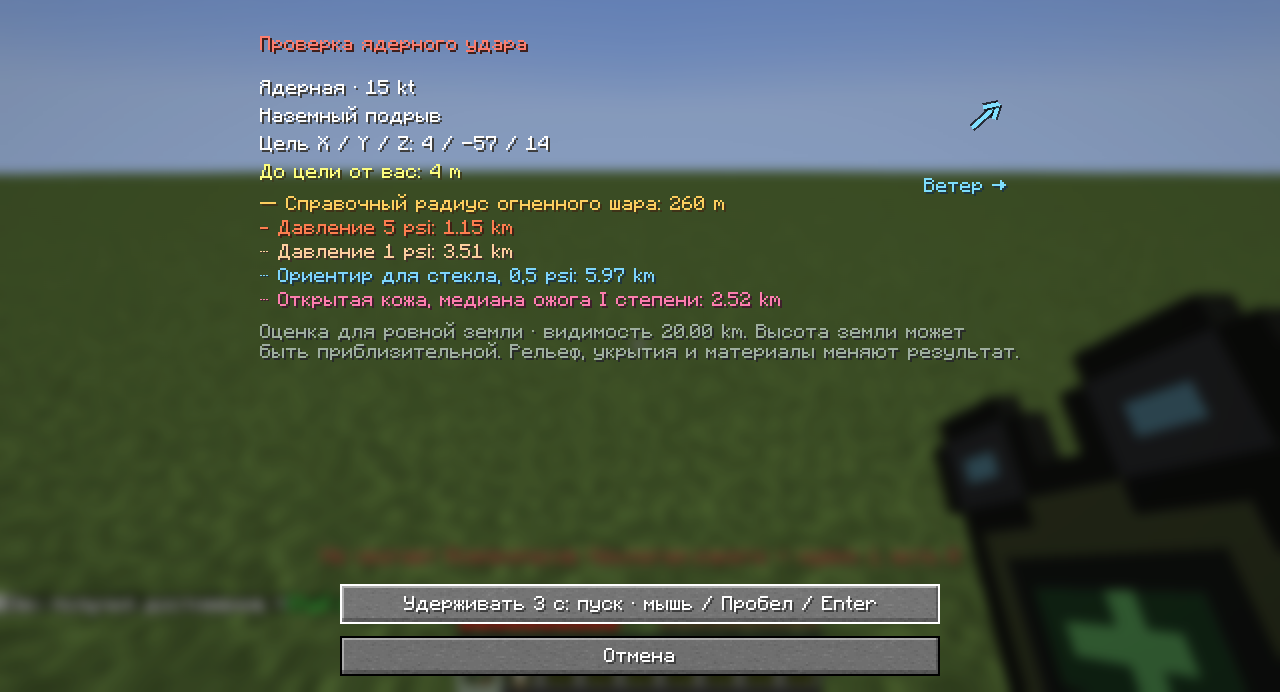 Проверка ядерного удара
Ядерная · 15 kt
Наземный подрыв
Цель X / Y / Z: 4 / -57 / 14
До цели от вас: 4 m
Ветер →
— Справочный радиус огненного шара: 260 m
– Давление 5 psi: 1.15 km
┈ Давление 1 psi: 3.51 km
┈ Ориентир для стекла, 0,5 psi: 5.97 km
┈ Открытая кожа, медиана ожога I степени: 2.52 km
Оценка для ровной земли · видимость 20.00 km. Высота земли может
быть приблизительной. Рельеф, укрытия и материалы меняют результат.
Удерживать 3 с: пуск · мышь / Пробел / Enter
Отмена